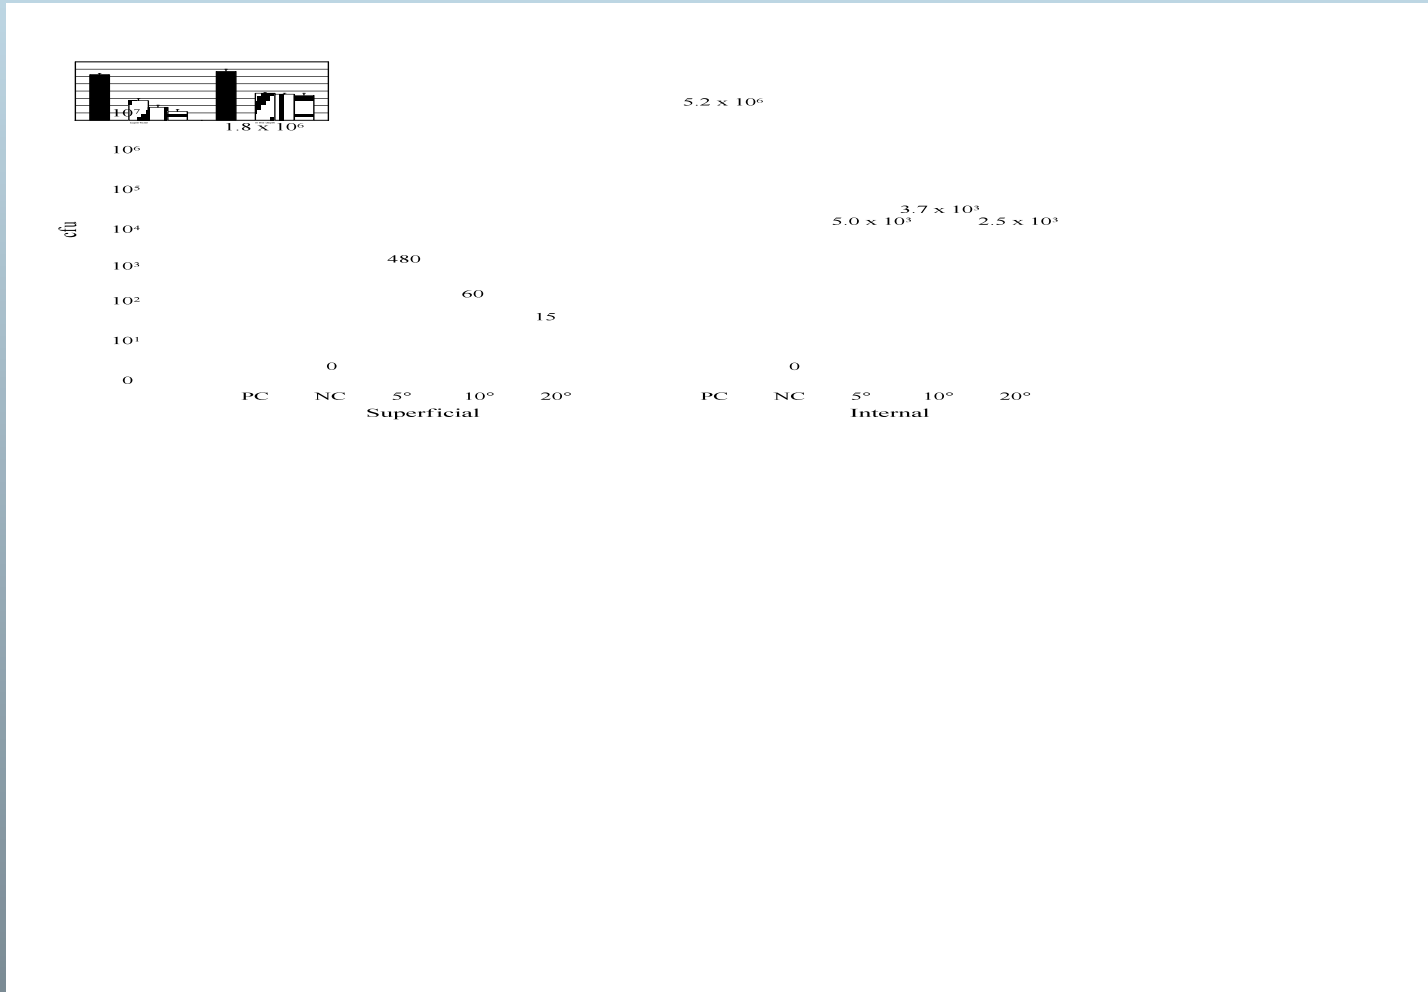 5.2 x 10⁶
10⁷
1.8 x 10⁶
10⁶
10⁵
3.7 x 10³
5.0 x 10³
2.5 x 10³
cfu
10⁴
480
10³
60
10²
15
10¹
0
0
0
PC NC 5° 10° 20° PC NC 5° 10° 20°
Superficial Internal